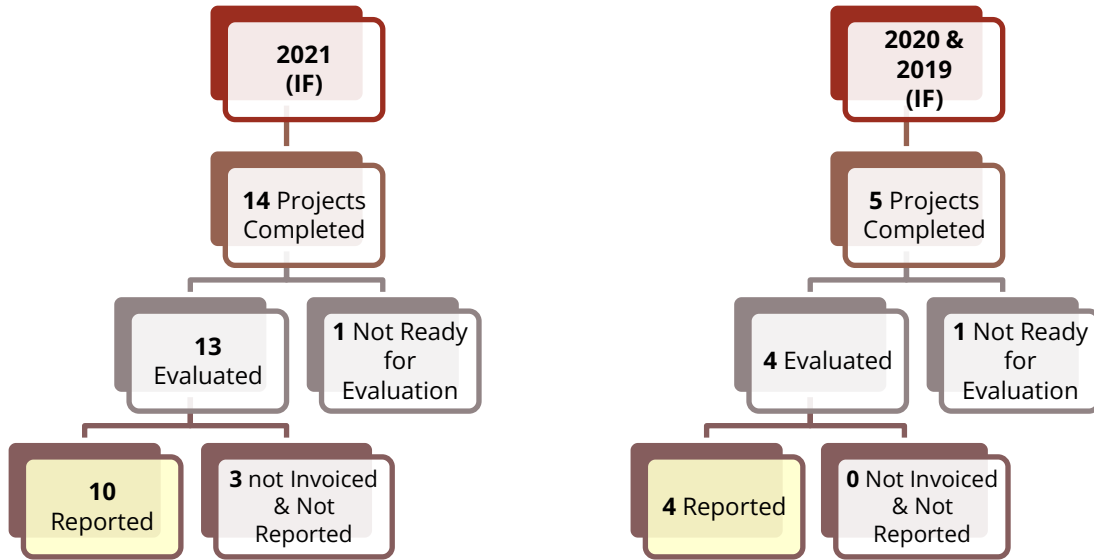 2021
(IF)
14 Projects
Completed
13
Evaluated
1 Not Ready
for
Evaluation
10
Reported
3 not Invoiced
& Not
Reported
2020 &
2019
(IF)
5 Projects
Completed
4 Evaluated
1 Not Ready
for
Evaluation
4 Reported
0 Not Invoiced
& Not
Reported